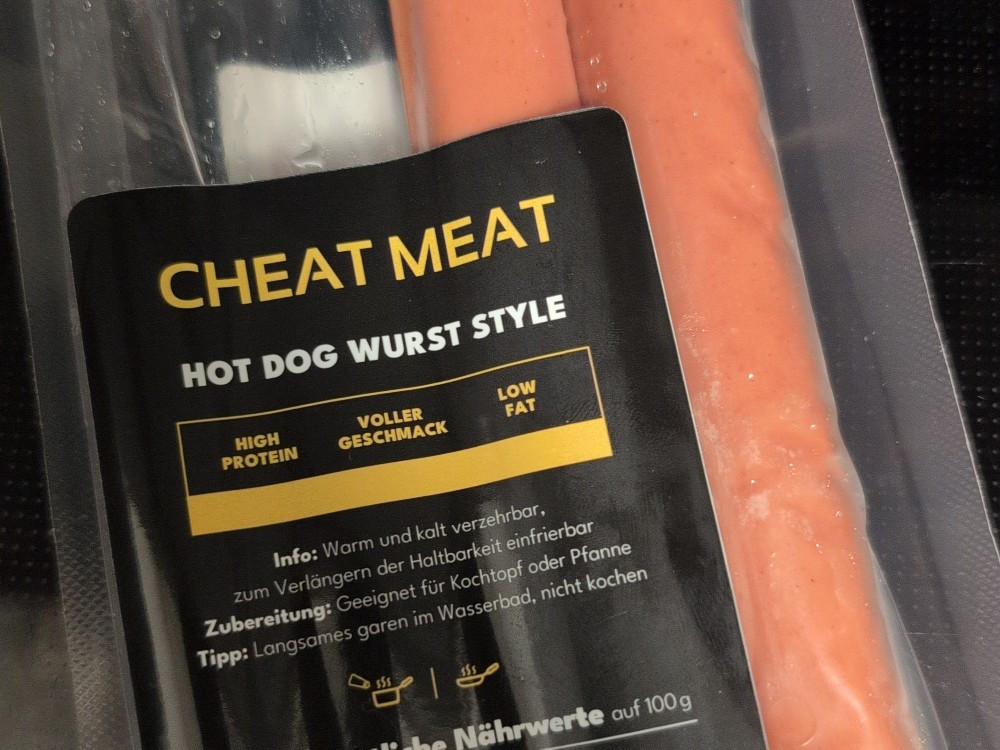 CHEAT MEAT
HOT DOG WURST STYLE
HIGH
PROTEIN
VOLLER
GESCHMACK
LOW
FAT
Info: Warm und kalt verzehrbar,
zum Verlängern der Haltbarkeit einfrierbar
Zubereitung: Geeignet für Kochtopf oder Pfanne
Tipp: Langsames garen im Wasserbad, nicht kochen
Nährwerte auf 100g